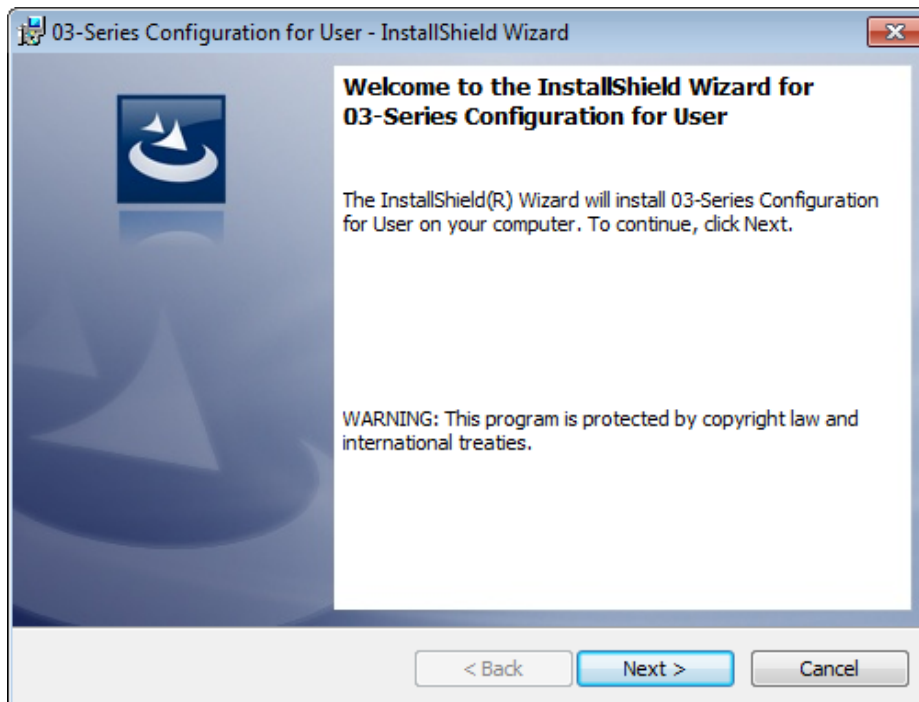 03-Series Configuration for User - InstallShield Wizard
Welcome to the InstallShield Wizard for
03-Series Configuration for User
The InstallShield(R) Wizard will install 03-Series Configuration
for User on your computer. To continue, click Next.
WARNING: This program is protected by copyright law and
international treaties.
< Back
Next >
Cancel